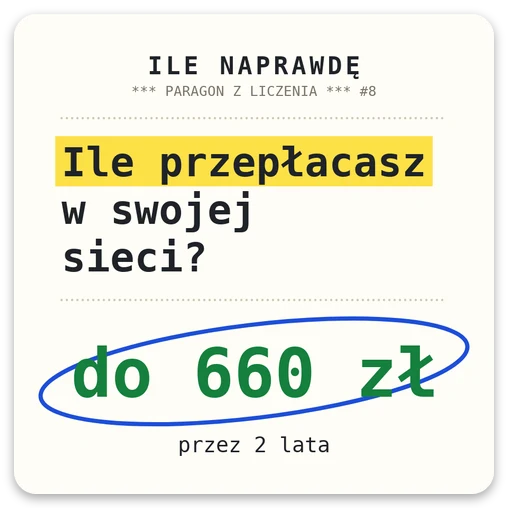 ILE NAPRAWDĘ
*** PARAGON Z LICZENIA *** #8
Ile przepłacasz
w swojej
sieci?
do 660 zł
przez 2 lata